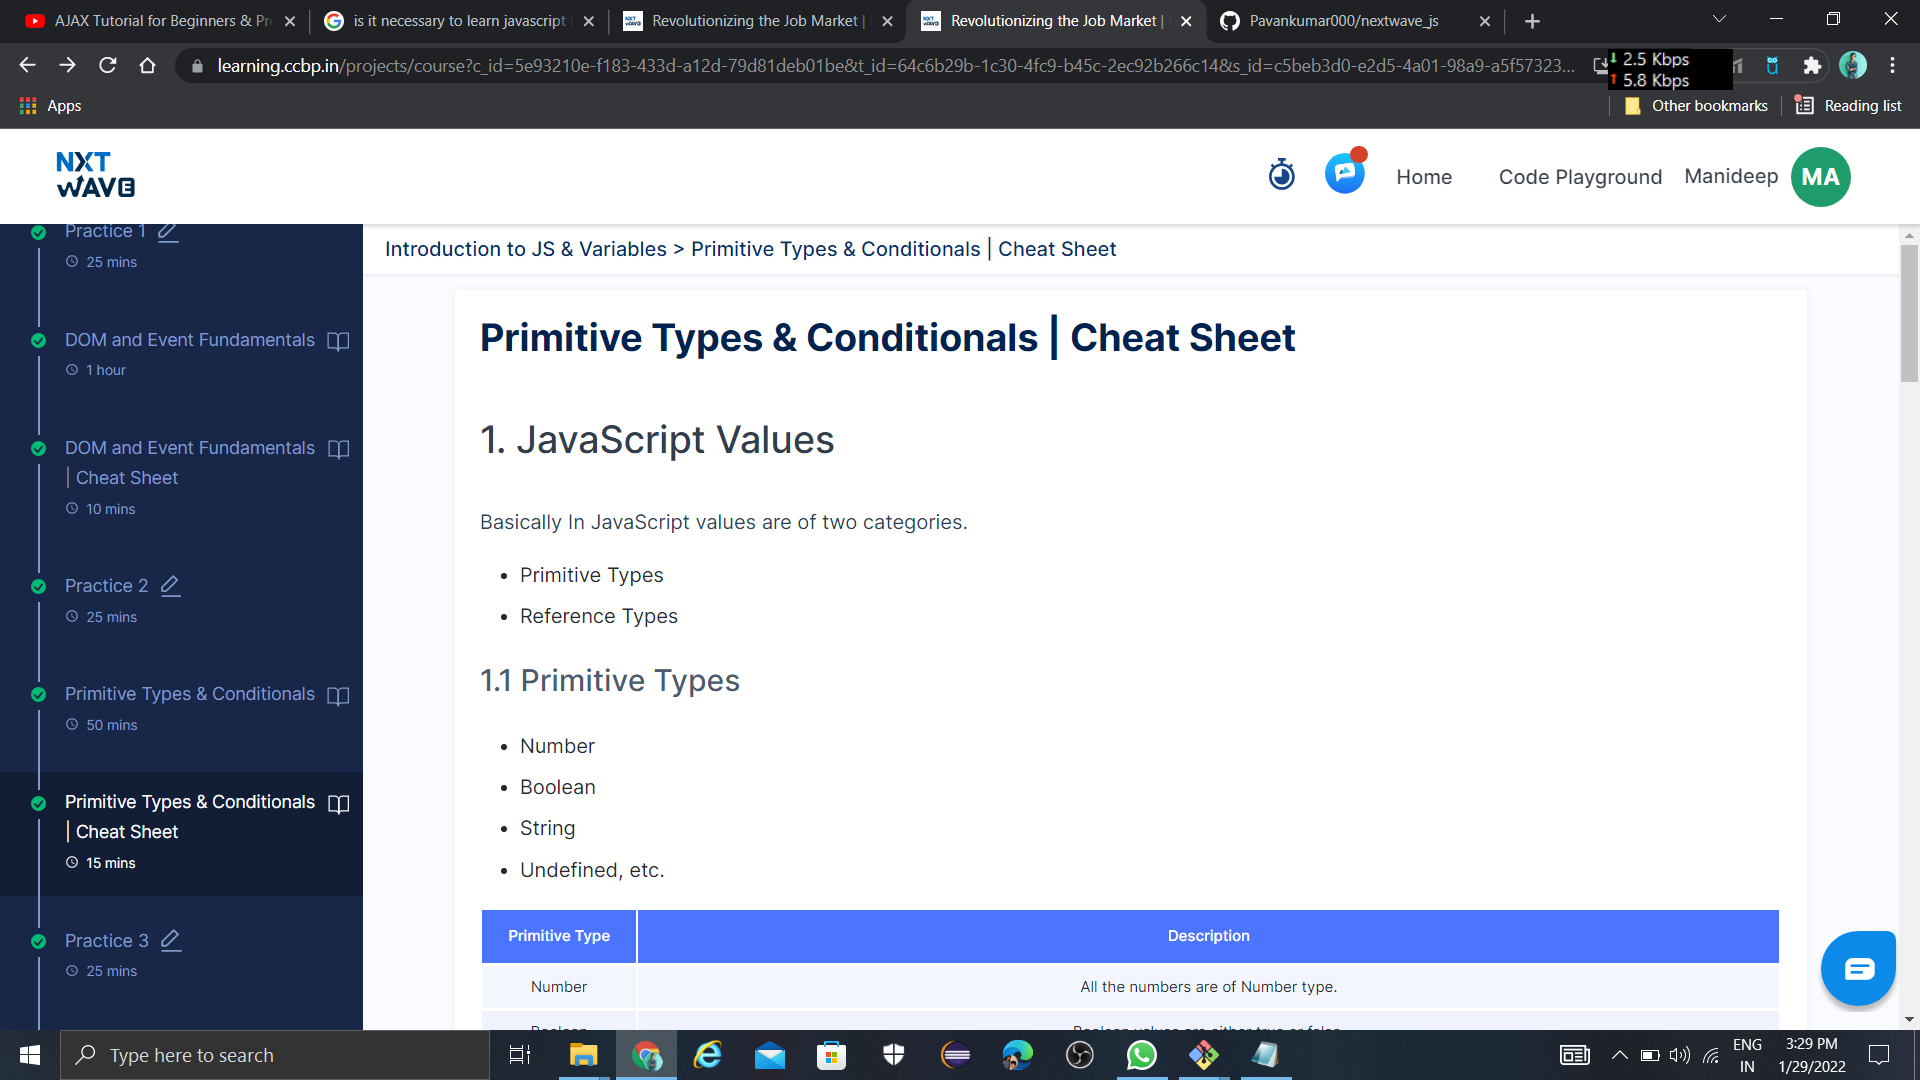 AJAX Tutorial for Beginners & Pr
is it necessary to learn javascript
Revolutionizing the Job Market |
Revolutionizing the Job Market |
Pavankumar000/nextwave_js
learning.ccbp.in/projects/course?c_id=5e93210e-f183-433d-a12d-79d81deb01be&t_id=64c6b29b-1c30-4fc9-b45c-2ec92b266c14&s_id=c5beb3d0-e2d5-4a01-98a9-a5f57323...
2.5 Kbps
5.8 Kbps
Apps
Other bookmarks
Reading list
NXT
WAVE
Home
Code Playground
Manideep
MA
Practice 1
25 mins
DOM and Event Fundamentals
1 hour
DOM and Event Fundamentals
| Cheat Sheet
10 mins
Practice 2
25 mins
Primitive Types & Conditionals
50 mins
Primitive Types & Conditionals
| Cheat Sheet
15 mins
Practice 3
25 mins
Introduction to JS & Variables > Primitive Types & Conditionals | Cheat Sheet
Primitive Types & Conditionals | Cheat Sheet
1. JavaScript Values
Basically In JavaScript values are of two categories.
• Primitive Types
• Reference Types
1.1 Primitive Types
• Number
• Boolean
• String
• Undefined, etc.
Primitive Type Description
Number All the numbers are of Number type.
Boolean Boolean values are either true or false.
Type here to search
ENG
IN
3:29 PM
1/29/2022